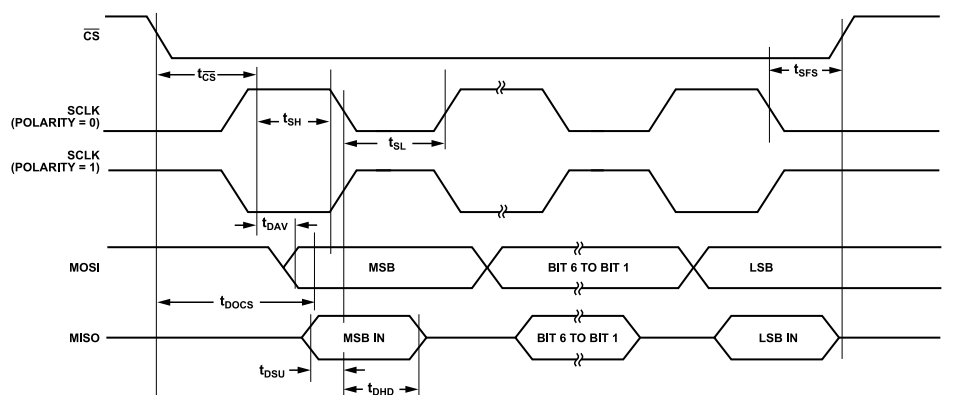 CS
tCS
tSFS
SCLK
(POLARITY = 0)
tSH
tSL
SCLK
(POLARITY = 1)
tDAV
MOSI
MSB
BIT 6 TO BIT 1
LSB
tDOCS
MISO
MSB IN
BIT 6 TO BIT 1
LSB IN
tDSU
tDHD